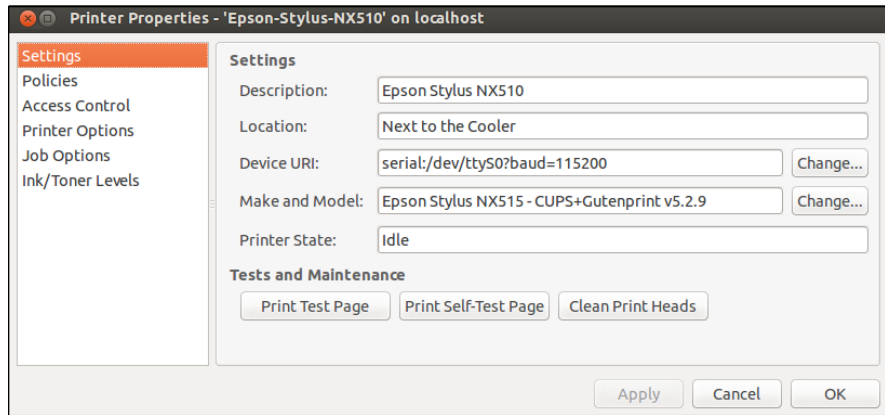 Printer Properties - 'Epson-Stylus-NX510' on localhost
Settings
Policies
Access Control
Printer Options
Job Options
Ink/Toner Levels
Settings
Description: Epson Stylus NX510
Location: Next to the Cooler
Device URI: serial:/dev/ttyS0?baud=115200 Change...
Make and Model: Epson Stylus NX515 - CUPS+Gutenprint v5.2.9 Change...
Printer State: Idle
Tests and Maintenance
Print Test Page Print Self-Test Page Clean Print Heads
Apply Cancel OK